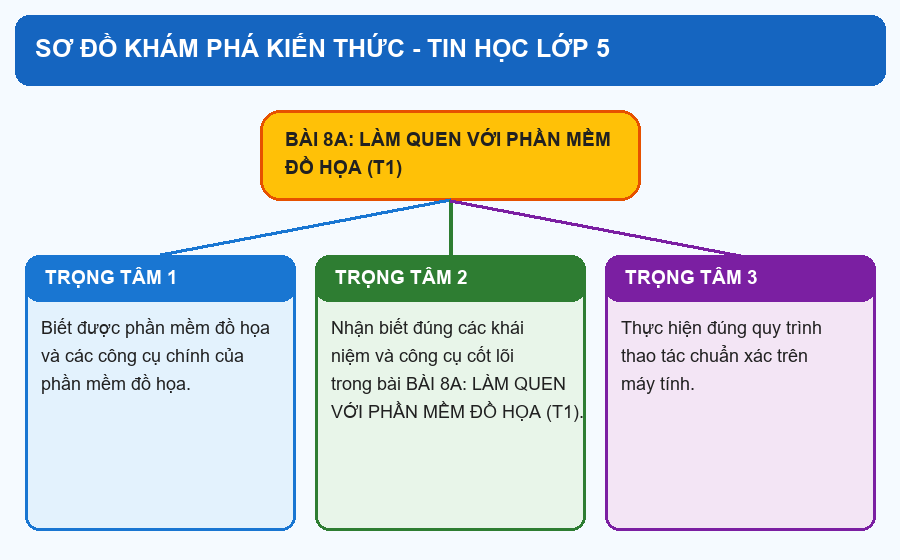 SƠ ĐỒ KHÁM PHÁ KIẾN THỨC - TIN HỌC LỚP 5
BÀI 8A: LÀM QUEN VỚI PHẦN MỀM
ĐỒ HỌA (T1)
TRỌNG TÂM 1
Biết được phần mềm đồ họa
và các công cụ chính của
phần mềm đồ họa.
TRỌNG TÂM 2
Nhận biết đúng các khái
niệm và công cụ cốt lõi
trong bài BÀI 8A: LÀM QUEN
VỚI PHẦN MỀM ĐỒ HỌA (T1).
TRỌNG TÂM 3
Thực hiện đúng quy trình
thao tác chuẩn xác trên
máy tính.